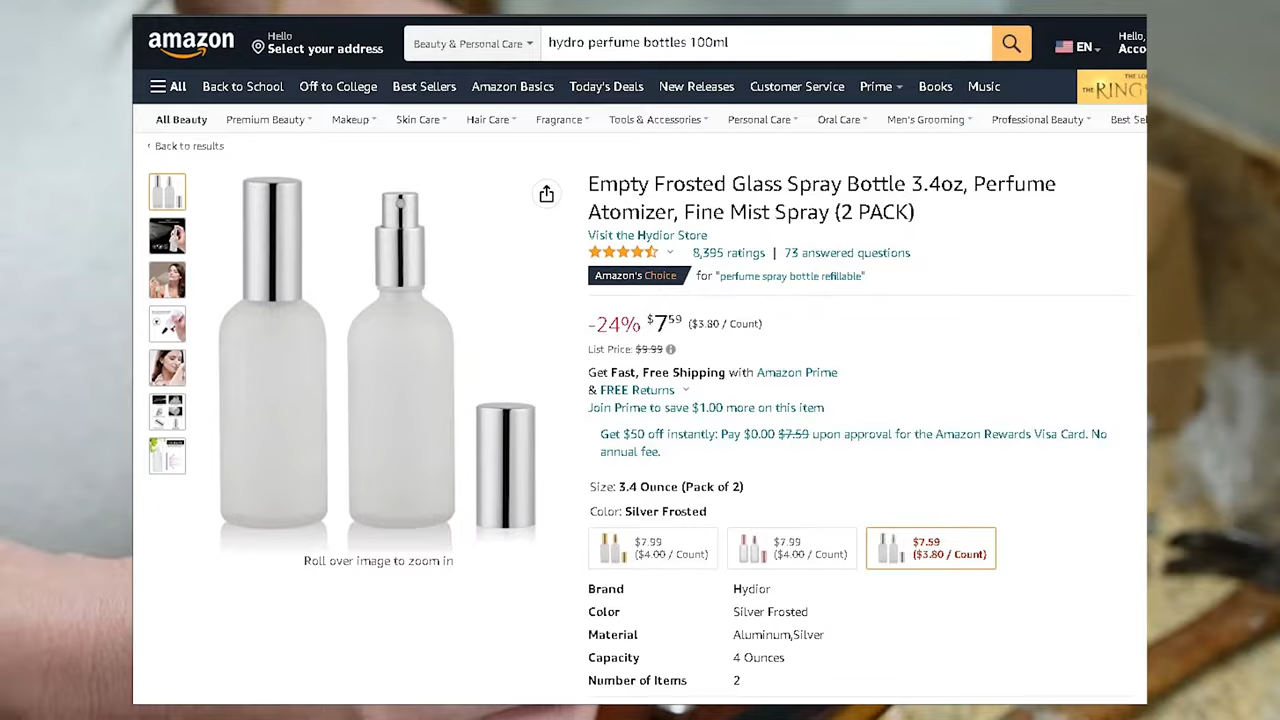 amazon
Hello
Select your address
Beauty & Personal Care
hydro perfume bottles 100ml
EN
Hello,
Acco
All
Back to School
Off to College
Best Sellers
Amazon Basics
Today's Deals
New Releases
Customer Service
Prime
Books
Music
THE LO
THE RING
All Beauty
Premium Beauty
Makeup
Skin Care
Hair Care
Fragrance
Tools & Accessories
Personal Care
Oral Care
Men's Grooming
Professional Beauty
Best Sel
‹ Back to results
Empty Frosted Glass Spray Bottle 3.4oz, Perfume
Atomizer, Fine Mist Spray (2 PACK)
Visit the Hydior Store
8,395 ratings | 73 answered questions
Amazon's Choice for "perfume spray bottle refillable"
-24% $759 ($3.80 / Count)
List Price: $9.99
Get Fast, Free Shipping with Amazon Prime
& FREE Returns
Join Prime to save $1.00 more on this item
Get $50 off instantly: Pay $0.00 $7.59 upon approval for the Amazon Rewards Visa Card. No
annual fee.
Size: 3.4 Ounce (Pack of 2)
Color: Silver Frosted
$7.99
($4.00 / Count)
$7.99
($4.00 / Count)
$7.59
($3.80 / Count)
Roll over image to zoom in
Brand Hydior
Color Silver Frosted
Material Aluminum,Silver
Capacity 4 Ounces
Number of Items 2